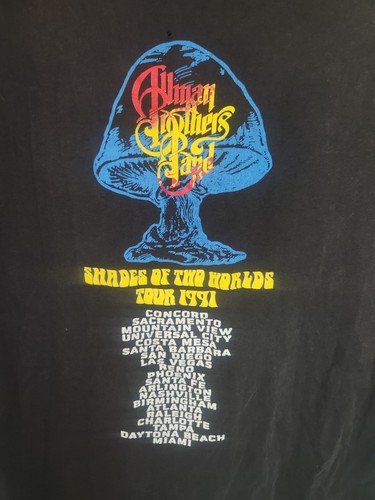 Allman
Brothers
Band
SHADES OF TWO WORLDS
TOUR 1991
CONCORD
SACRAMENTO
MOUNTAIN VIEW
UNIVERSAL CITY
COSTA MESA
SANTA BARBARA
SAN DIEGO
LAS VEGAS
RENO
PHOENIX
SANTA FE
ARLINGTON
NASHVILLE
BIRMINGHAM
ATLANTA
RALEIGH
CHARLOTTE
TAMPA
DAYTONA BEACH
MIAMI